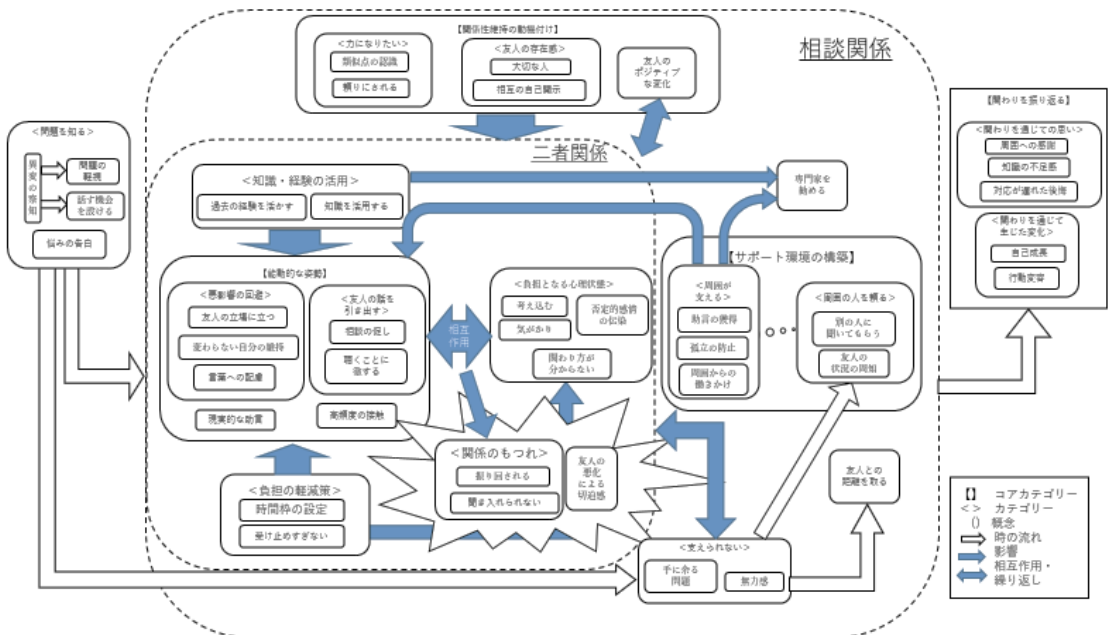 相談関係
【関係性維持の動機付け】
<力になりたい>
類似点の認識
頼りにされる
<友人の存在感>
大切な人
相互の自己開示
友人の
ポジティブ
な変化
<問題を知る>
異変の察知
問題の
軽視
話す機会
を設ける
悩みの告白
二者関係
<知識・経験の活用>
過去の経験を活かす
知識を活用する
専門家を
勧める
【能動的な姿勢】
<悪影響の回避>
友人の立場に立つ
変わらない自分の維持
言葉への配慮
現実的な助言
<友人の話を
引き出す>
相談の促し
聴くことに
徹する
高頻度の接触
相互
作用
<負担となる心理状態>
考え込む
気がかり
否定的感情
の伝染
関わり方が
分からない
【サポート環境の構築】
<周囲が
支える>
助言の獲得
孤立の防止
周囲からの
働きかけ
<周囲の人を頼る>
別の人に
聞いてもらう
友人の
状況の周知
<関係のもつれ>
振り回される
聞き入れられない
友人の
悪化
による
切迫感
<負担の軽減策>
時間枠の設定
受け止めすぎない
<支えられない>
手に余る
問題
無力感
友人との
距離を取る
【関わりを振り返る】
<関わりを通じての思い>
周囲への感謝
知識の不足感
対応が遅れた後悔
<関わりを通じて
生じた変化>
自己成長
行動変容
【】 コアカテゴリー
<> カテゴリー
() 概念
時の流れ
影響
相互作用・
繰り返し